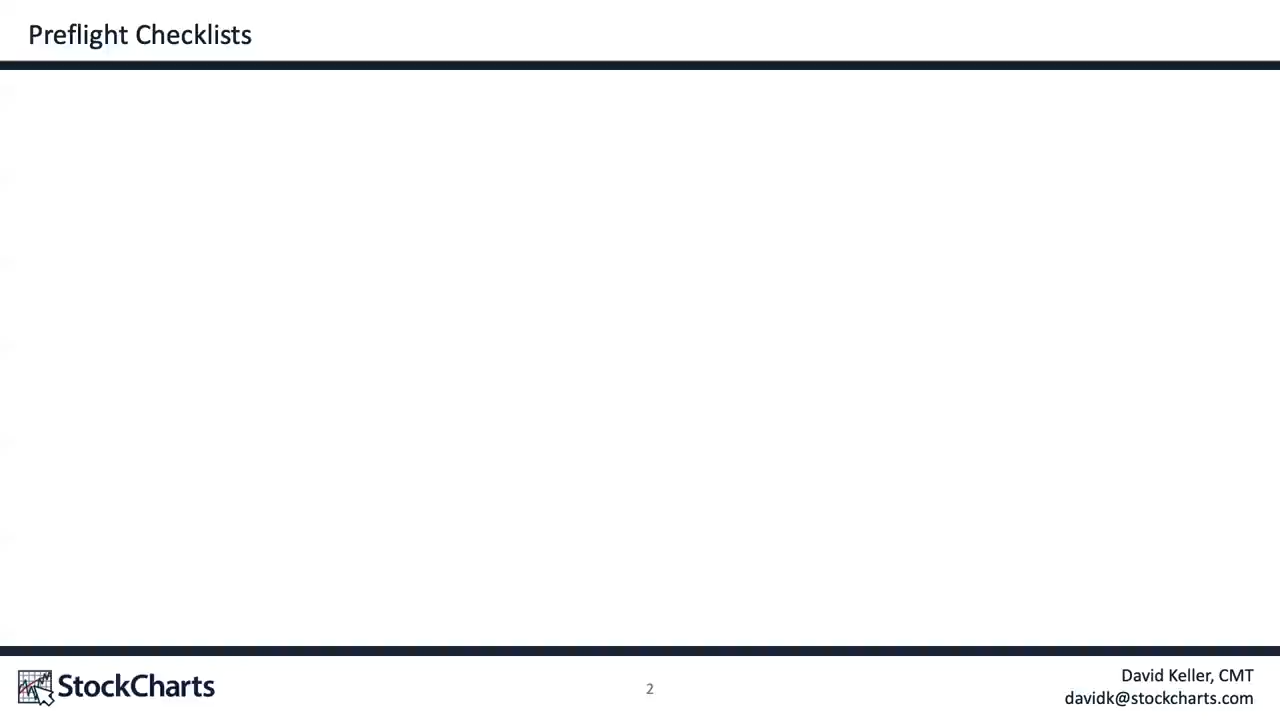 Preflight Checklists
StockCharts
2
David Keller, CMT
davidk@stockcharts.com